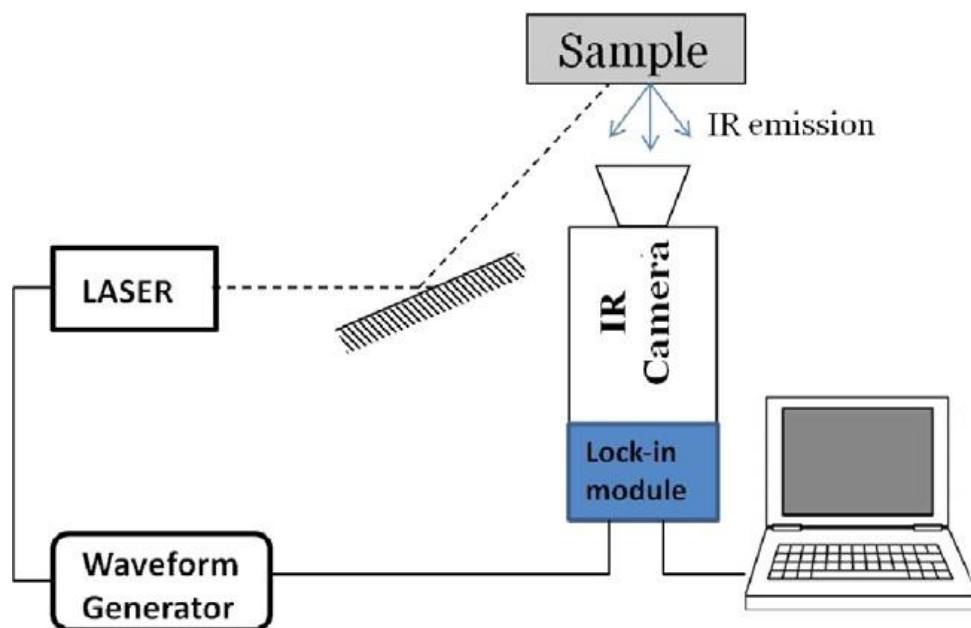 Sample
IR emission
LASER
IR
Camera
Lock-in
module
Waveform
Generator